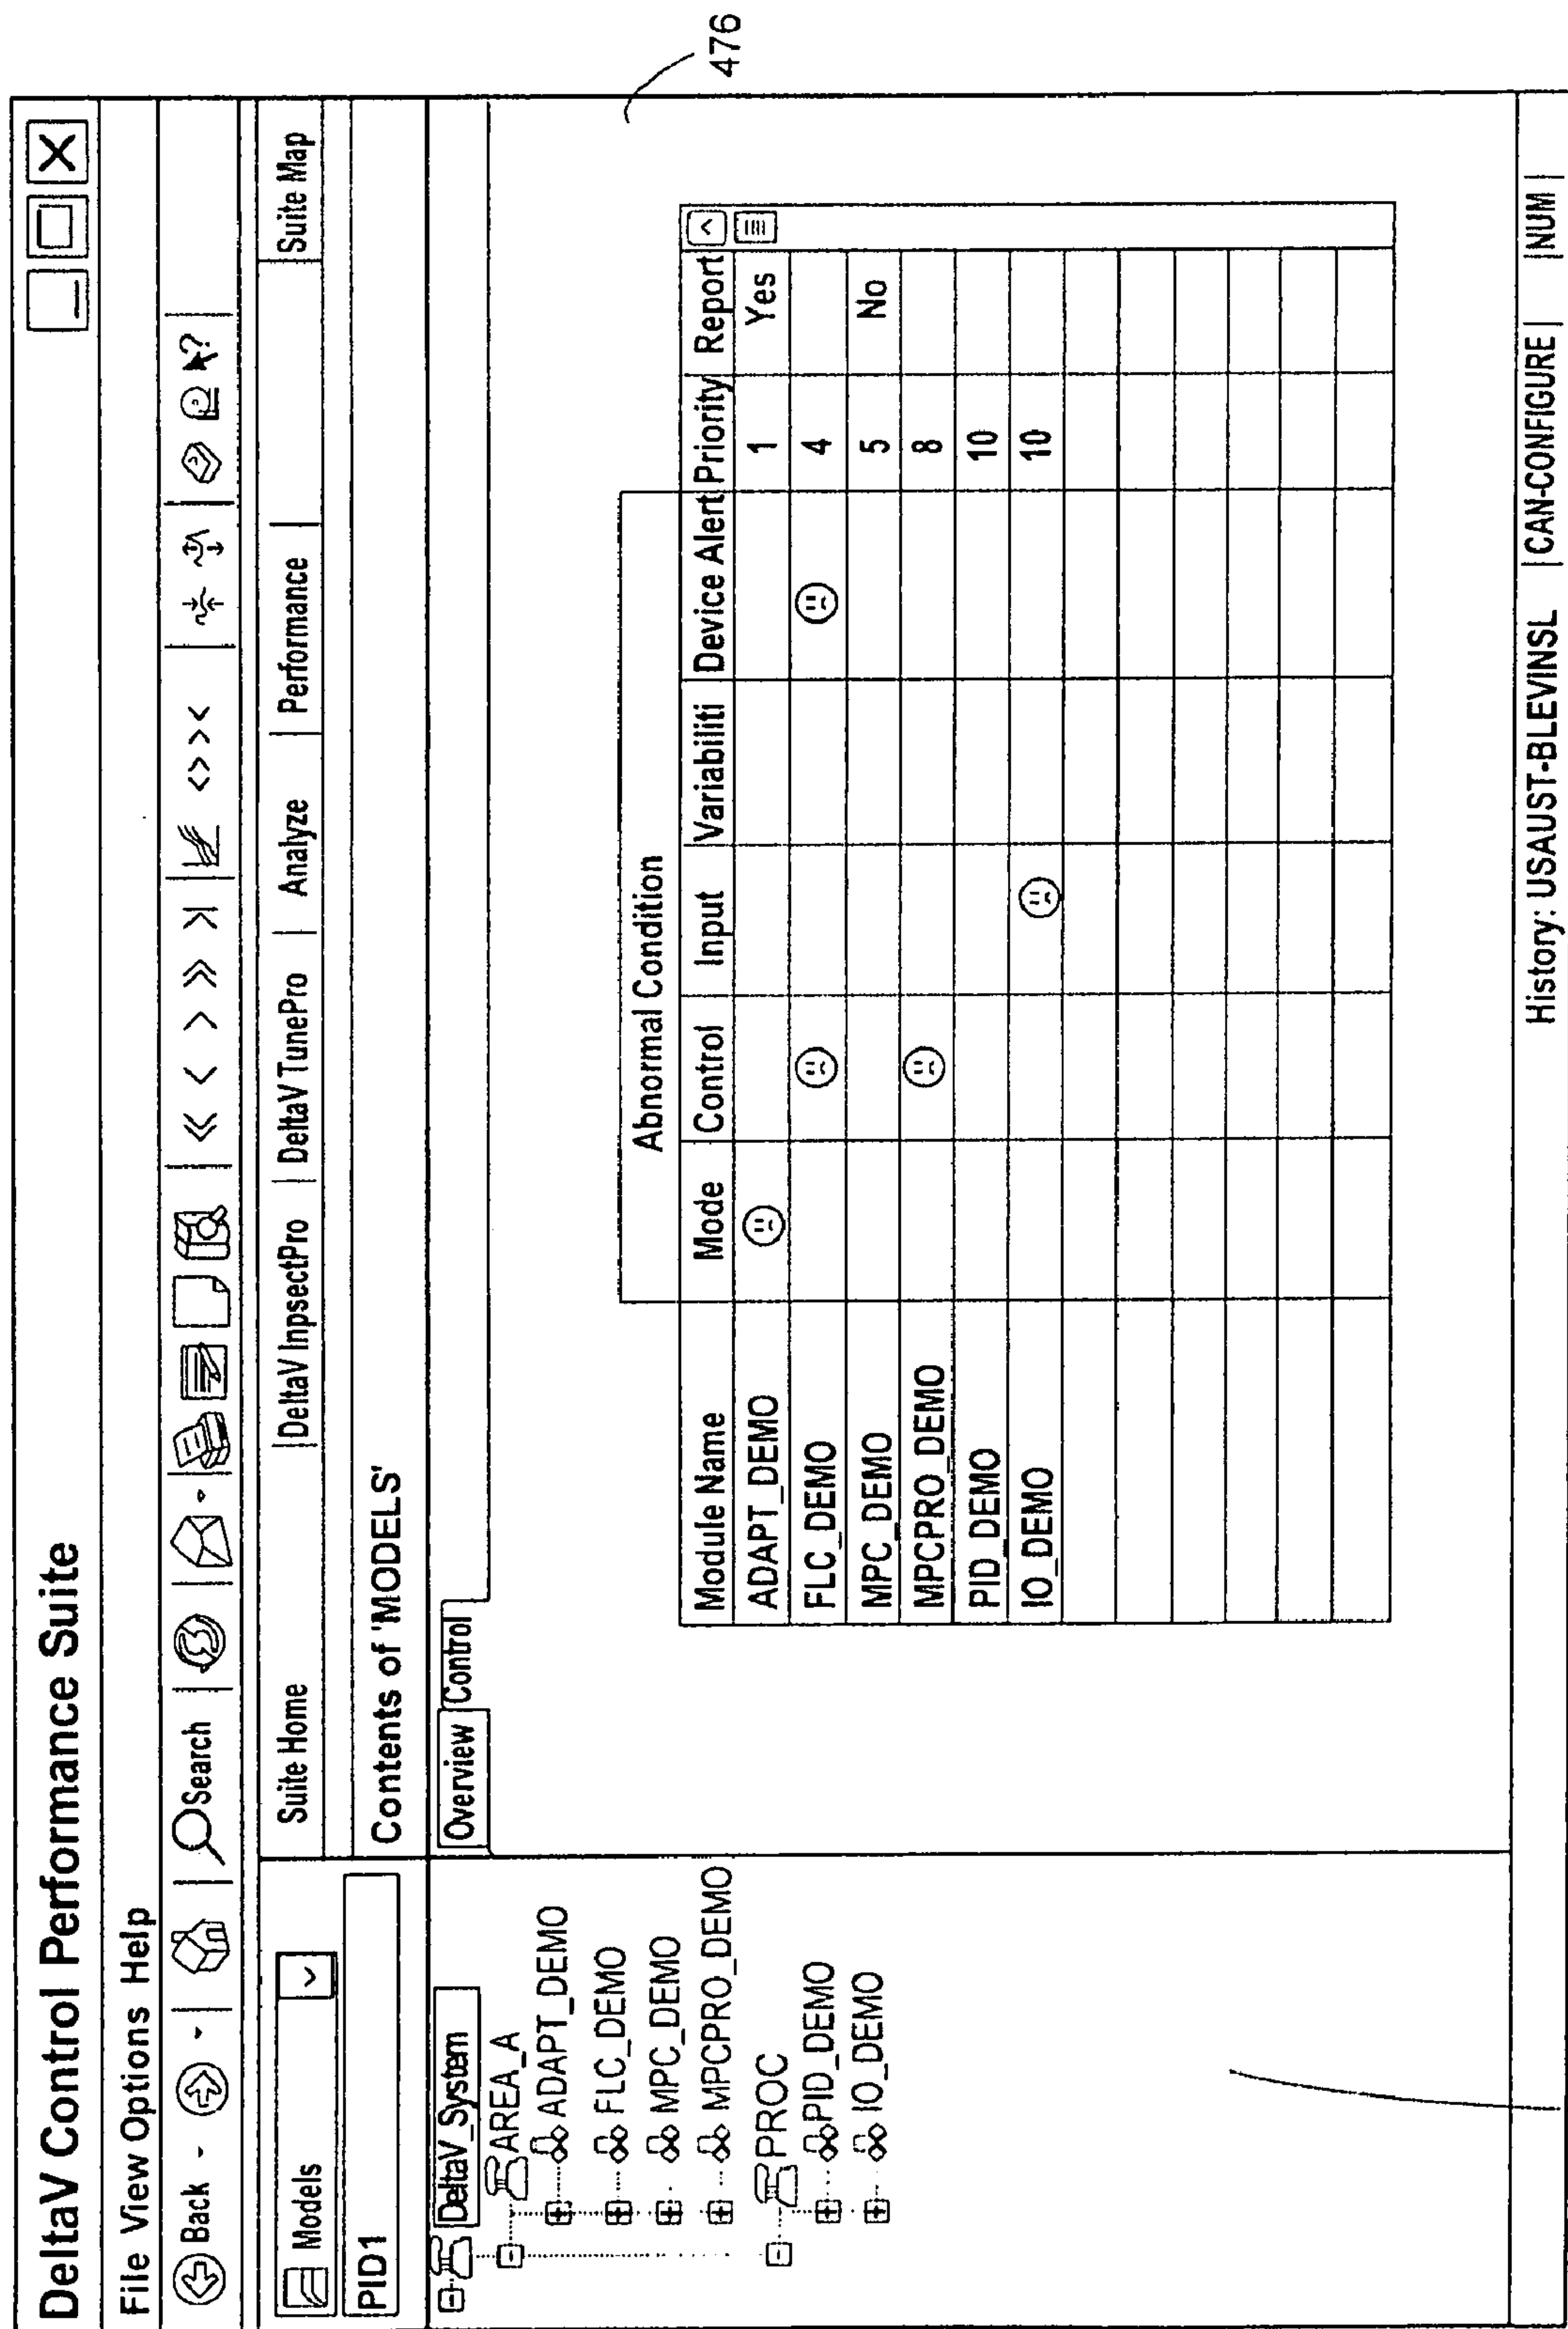 DeltaV Control Performance Suite
File View Options Help
Back Search
Models
Suite Home DeltaV InpsectPro DeltaV TunePro Analyze Performance Suite Map
PID1
Contents of 'MODELS'
Overview Control
DeltaV_System
AREA_A
ADAPT_DEMO
FLC_DEMO
MPC_DEMO
MPCPRO_DEMO
PROC
PID_DEMO
IO_DEMO
476
Abnormal Condition
Module Name Mode Control Input Variabiliti Device Alert Priority Report
ADAPT_DEMO 1 Yes
FLC_DEMO 4
MPC_DEMO 5 No
MPCPRO_DEMO 8
PID_DEMO 10
IO_DEMO 10
History: USAUST-BLEVINSL |CAN-CONFIGURE| |NUM|